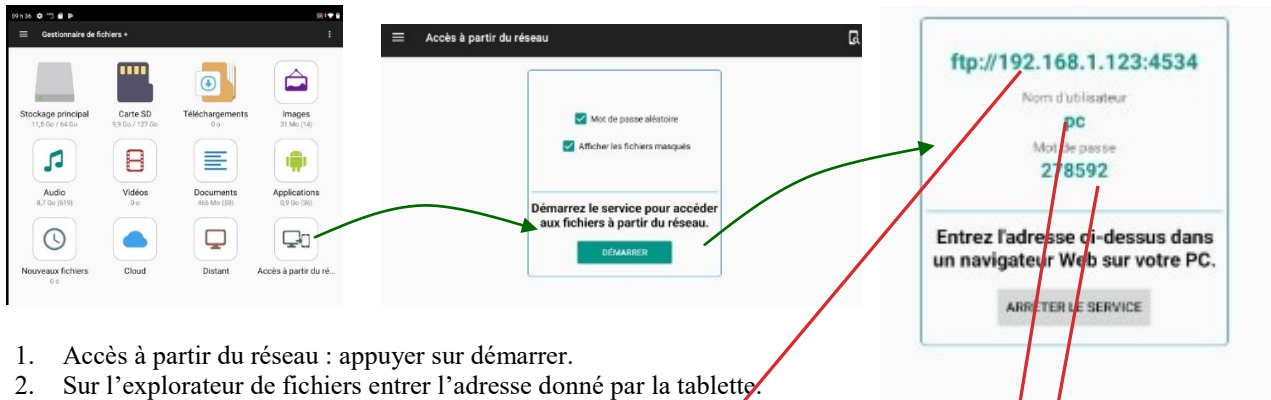 09 h 36
Gestionnaire de fichiers +
Stockage principal
11,5 Go / 64 Go
Carte SD
9,9 Go / 127 Go
Téléchargements
0 o
Images
31 Mo (14)
Audio
8,7 Go (619)
Vidéos
0 o
Documents
466 Mo (59)
Applications
0,9 Go (36)
Nouveaux fichiers
0 o
Cloud
Distant
Accès à partir du ré...
Accès à partir du réseau
Mot de passe aléatoire
Afficher les fichiers masqués
Démarrez le service pour accéder
aux fichiers à partir du réseau.
DÉMARRER
ftp://192.168.1.123:4534
Nom d'utilisateur
pc
Mot de passe
278592
Entrez l'adresse ci-dessus dans
un navigateur Web sur votre PC.
ARRETER LE SERVICE
1. Accès à partir du réseau : appuyer sur démarrer.
2. Sur l’explorateur de fichiers entrer l’adresse donné par la tablette.